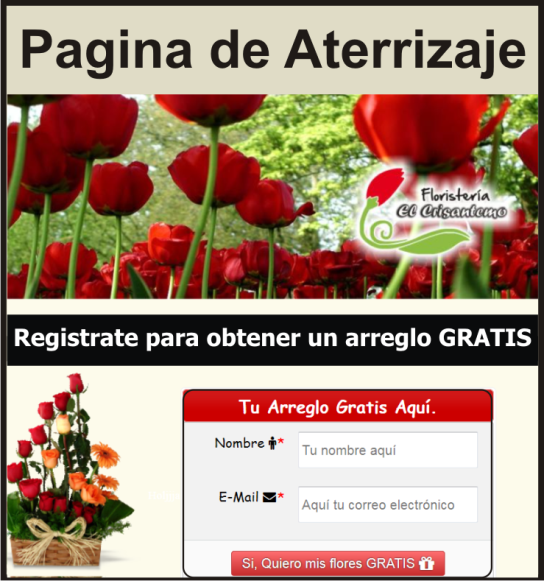 Pagina de Aterrizaje
Floristería
El Crisantemo
Registrate para obtener un arreglo GRATIS
Tu Arreglo Gratis Aquí.
Nombre *
Tu nombre aquí
E-Mail *
Aquí tu correo electrónico
Si, Quiero mis flores GRATIS